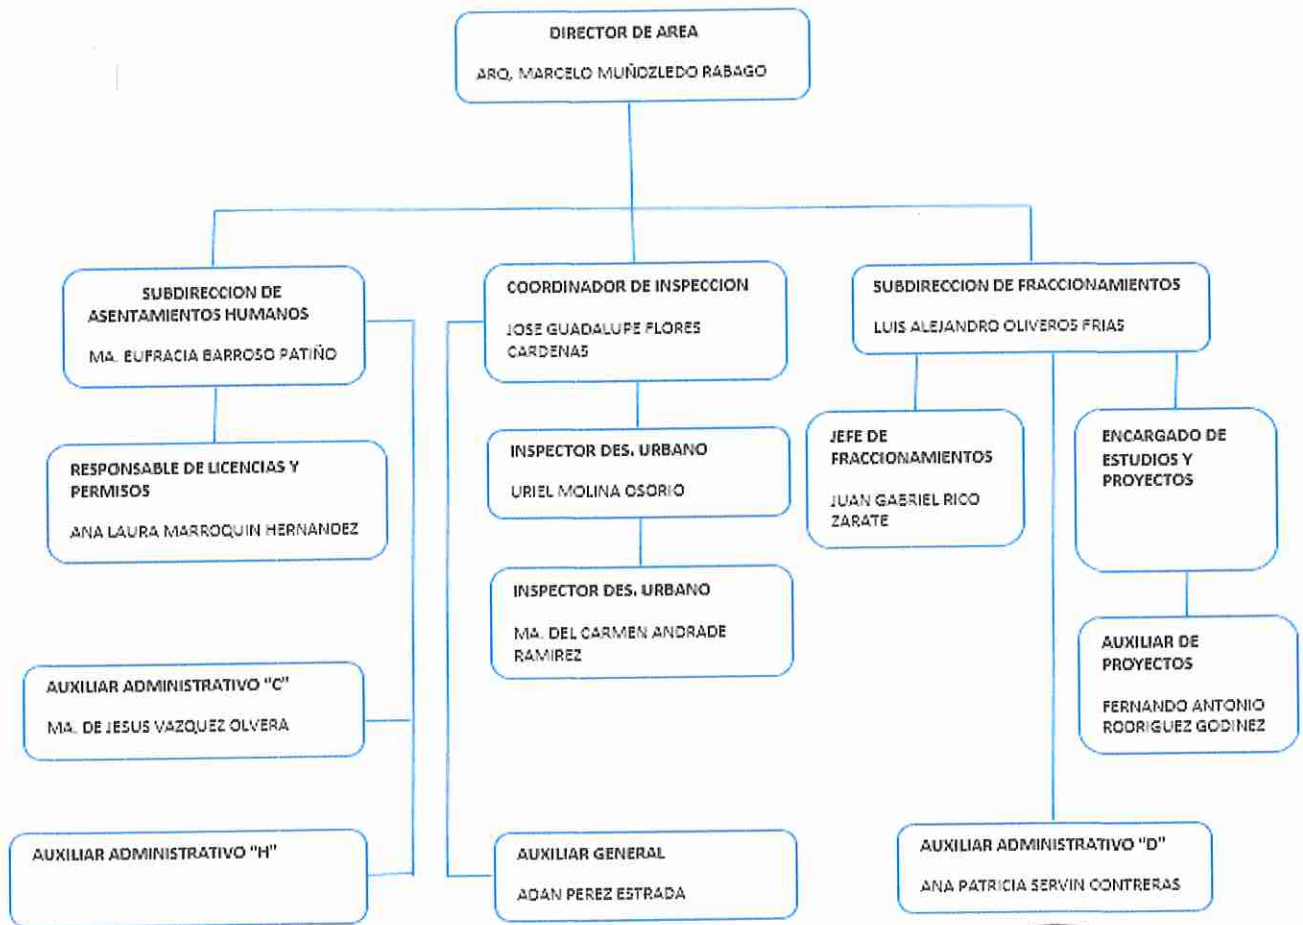 DIRECTOR DE AREA
ARQ. MARCELO MUÑOZLEDO RABAGO
SUBDIRECCION DE
ASENTAMIENTOS HUMANOS
MA. EUFRACIA BARROSO PATIÑO
COORDINADOR DE INSPECCION
JOSE GUADALUPE FLORES
CARDENAS
SUBDIRECCION DE FRACCIONAMIENTOS
LUIS ALEJANDRO OLIVEROS FRIAS
RESPONSABLE DE LICENCIAS Y
PERMISOS
ANA LAURA MARROQUIN HERNANDEZ
INSPECTOR DES. URBANO
URIEL MOLINA OSORIO
JEFE DE
FRACCIONAMIENTOS
JUAN GABRIEL RICO
ZARATE
ENCARGADO DE
ESTUDIOS Y
PROYECTOS
INSPECTOR DES. URBANO
MA. DEL CARMEN ANDRADE
RAMIREZ
AUXILIAR DE
PROYECTOS
FERNANDO ANTONIO
RODRIGUEZ GODINEZ
AUXILIAR ADMINISTRATIVO "C"
MA. DE JESUS VAZQUEZ OLVERA
AUXILIAR ADMINISTRATIVO "H"
AUXILIAR GENERAL
ADAN PEREZ ESTRADA
AUXILIAR ADMINISTRATIVO "D"
ANA PATRICIA SERVIN CONTRERAS